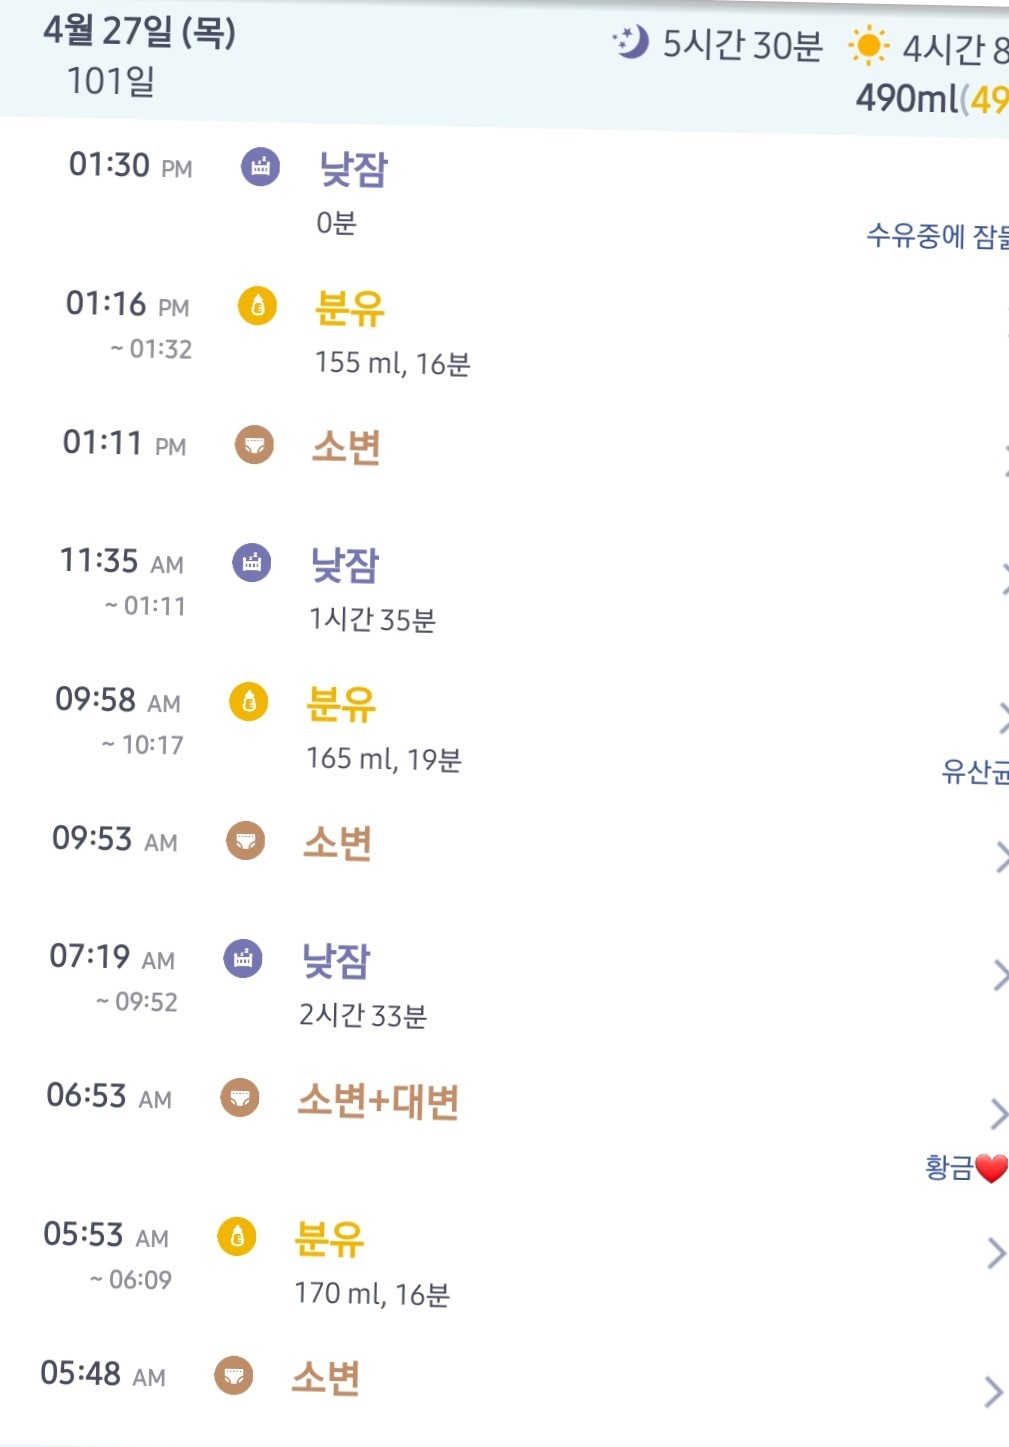 4월 27일 (목)
5시간 30분
4시간 8
101일
490ml(49
01:30 PM
낮잠
0분
수유중에 잠
01:16 PM
분유
~ 01:32
155 ml, 16분
01:11 PM
소변
11:35 AM
낮잠
~ 01:11
1시간 35분
09:58 AM
분유
~ 10:17
165 ml, 19분
유산균
09:53 AM
소변
07:19 AM
낮잠
~ 09:52
2시간 33분
06:53 AM
소변+대변
황금❤️
05:53 AM
분유
~ 06:09
170 ml, 16분
05:48 AM
소변